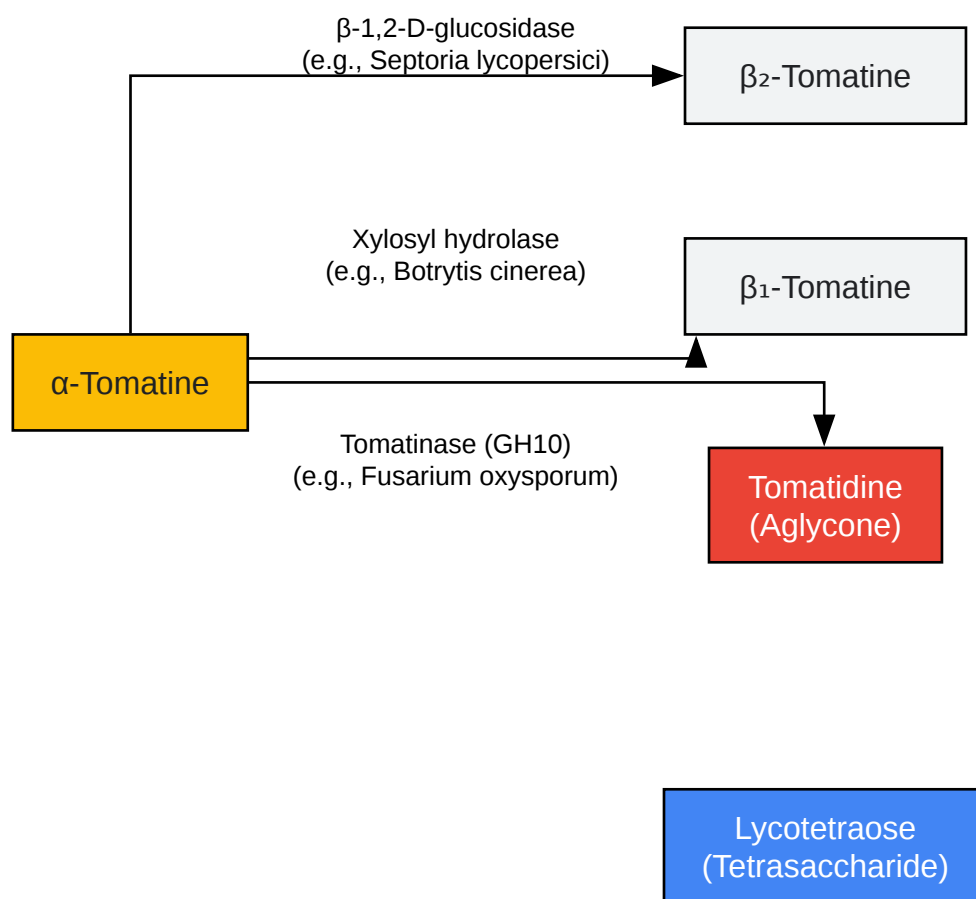 β-1,2-D-glucosidase
(e.g., Septoria lycopersici)
β₂-Tomatine
Xylosyl hydrolase
(e.g., Botrytis cinerea)
β₁-Tomatine
α-Tomatine
Tomatinase (GH10)
(e.g., Fusarium oxysporum)
Tomatidine
(Aglycone)
Lycotetraose
(Tetrasaccharide)